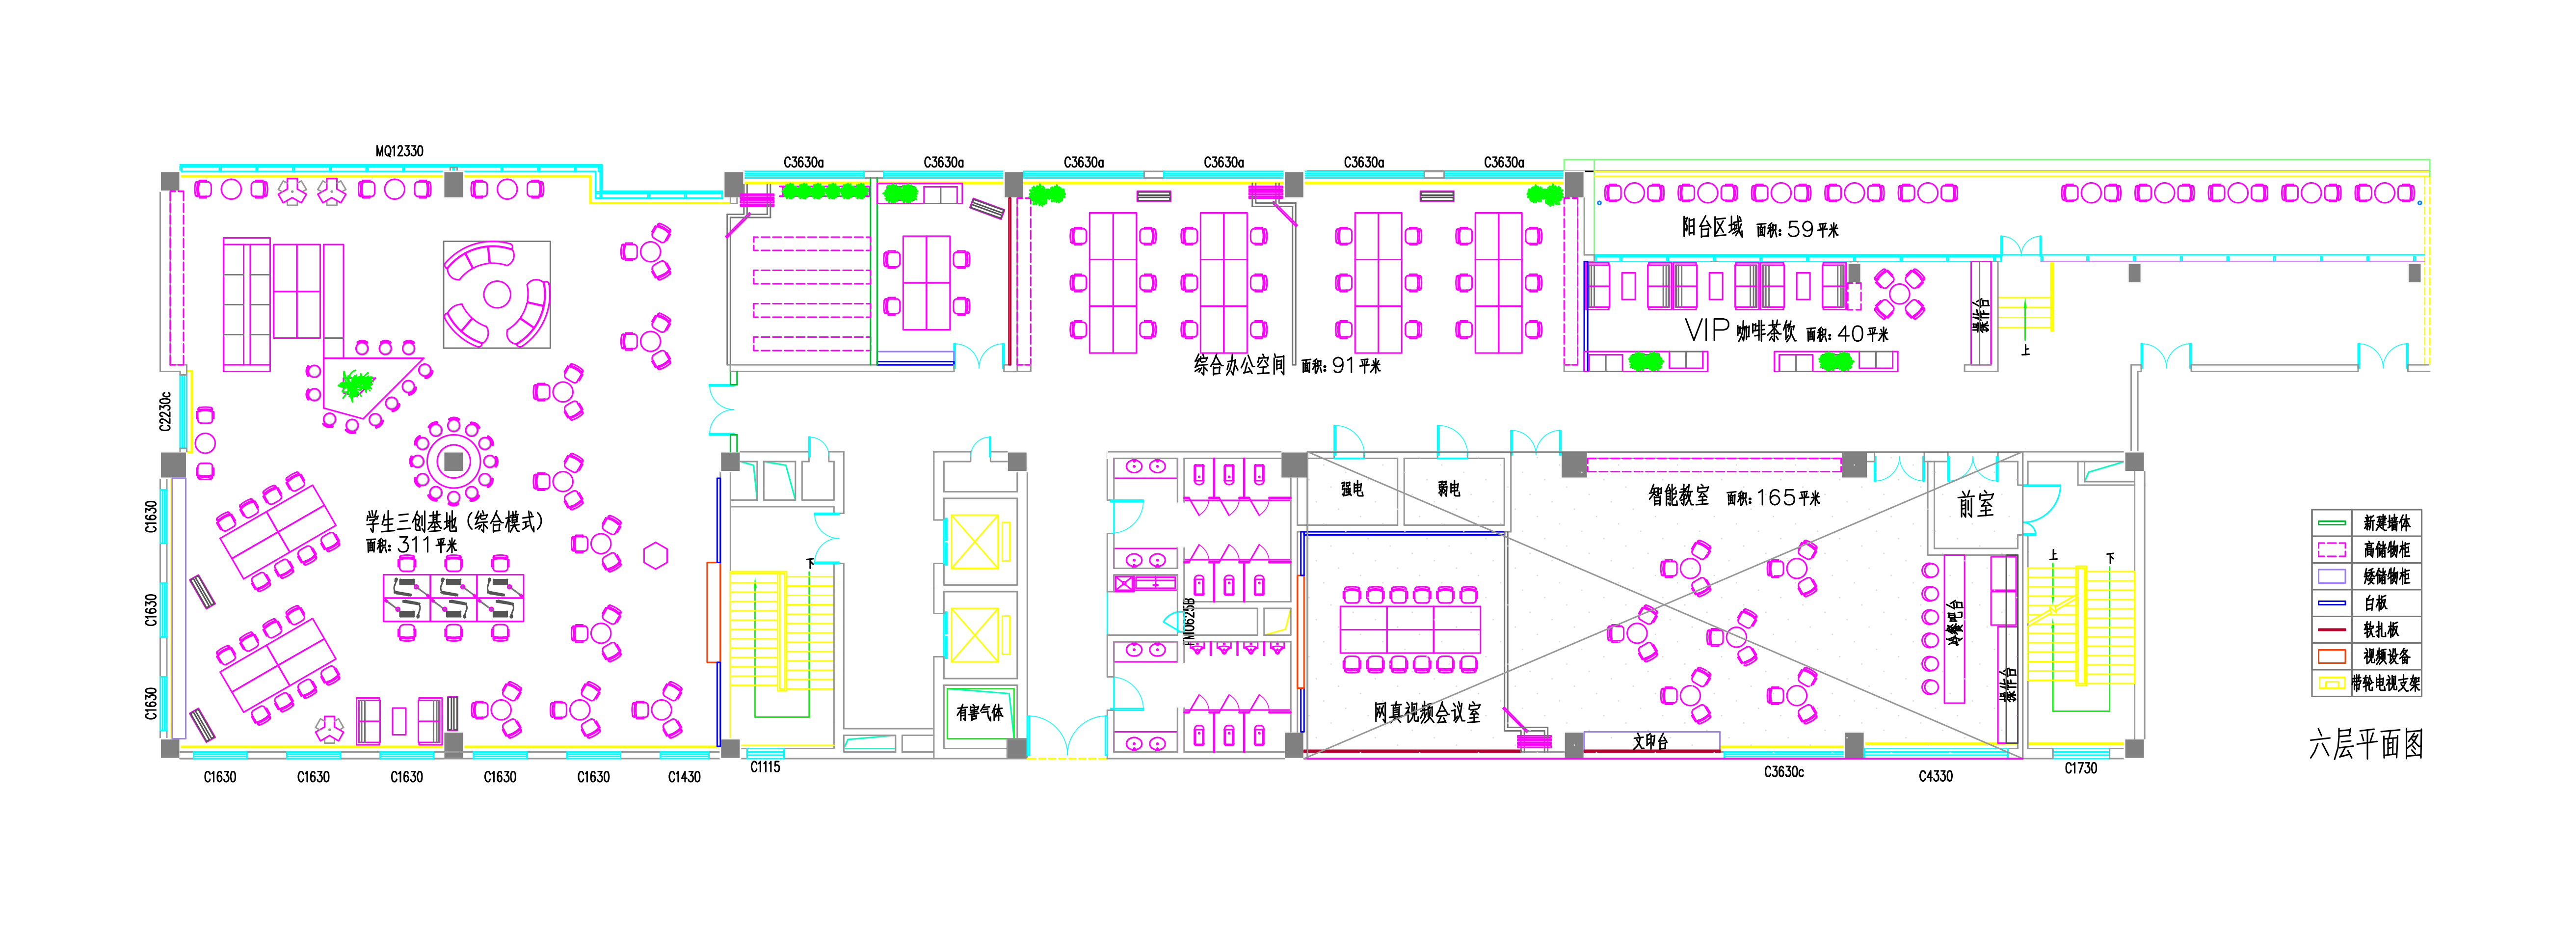 MQ12330
C3630a
C3630a
C3630a
C3630a
C3630a
C3630a
阳台区域 面积: 59平米
操作台
VIP 咖啡茶饮 面积: 40平米
上
综合办公空间 面积: 91平米
C2230c
强电
弱电
智能教室 面积: 165平米
前室
C1630
学生三创基地 (综合模式)
面积: 311平米
新建墙体
高储物柜
矮储物柜
白板
软扎板
视频设备
带轮电视支架
下
上
下
C1630
FM0625B
冷餐吧台
操作台
C1630
有害气体
网真视频会议室
文印台
六层平面图
C1630
C1630
C1630
C1630
C1630
C1430
C1115
C3630c
C4330
C1730